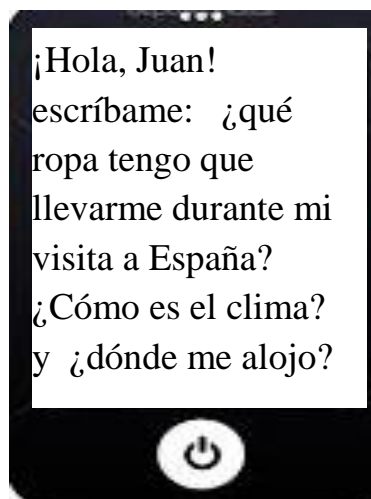 ¡Hola, Juan!
escríbame: ¿qué
ropa tengo que
llevarme durante mi
visita a España?
¿Cómo es el clima?
y ¿dónde me alojo?